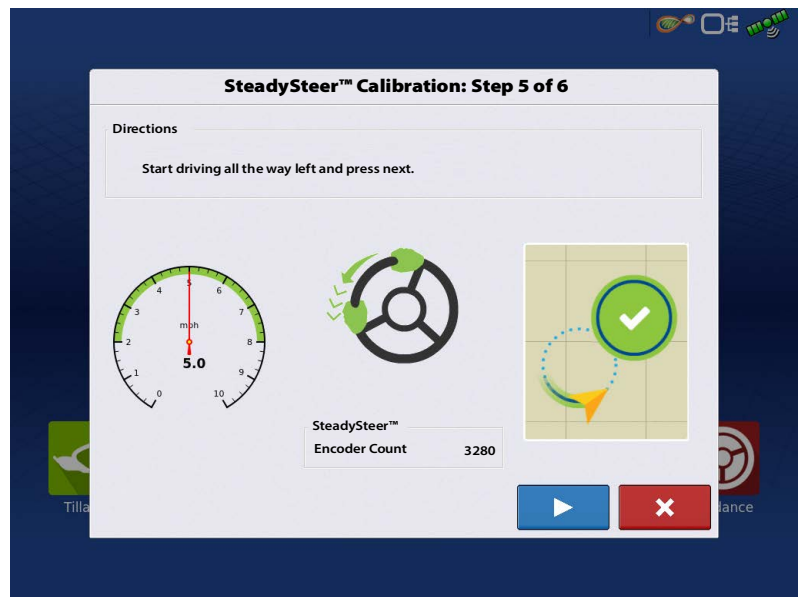 SteadySteer™ Calibration: Step 5 of 6
Directions
Start driving all the way left and press next.
0
1
2
3
4
5
6
7
8
9
10
mph
5.0
SteadySteer™
Encoder Count 3280
Tilla
dance